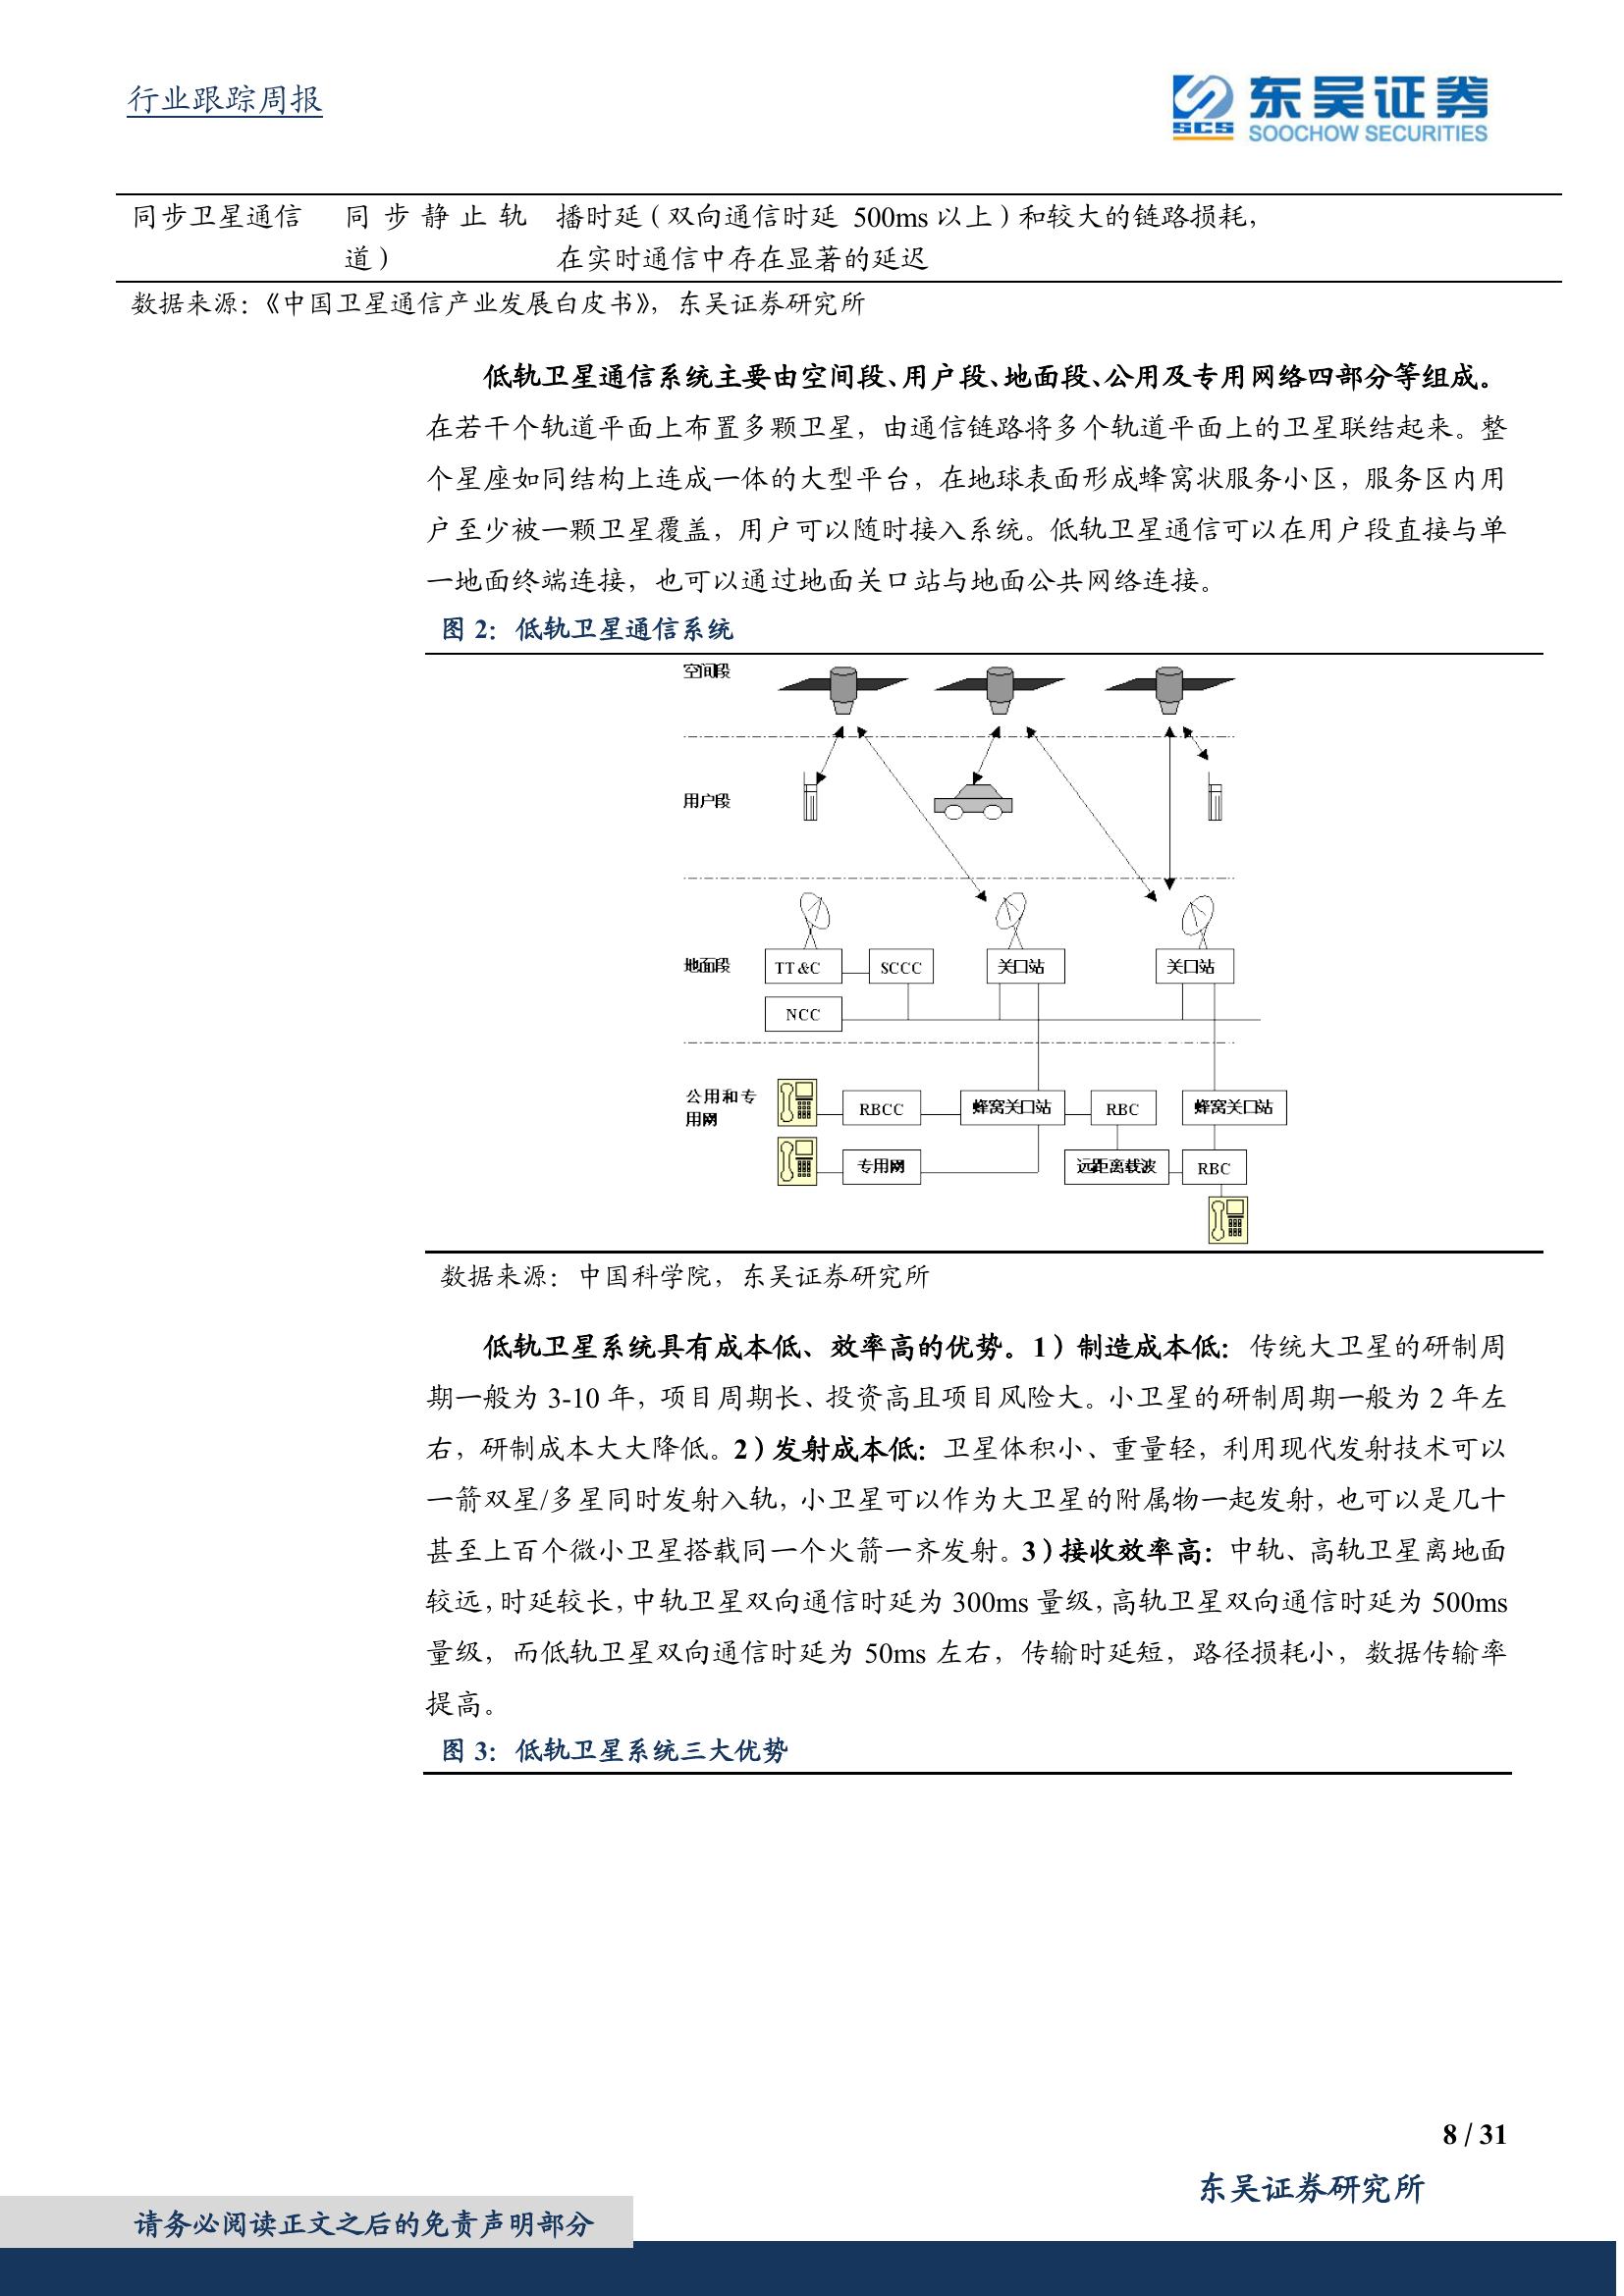 行业跟踪周报
东吴证券
SCS
SOOCHOW SECURITIES
同步卫星通信 同步静止轨 播时延（双向通信时延 500ms 以上）和较大的链路损耗，
道） 在实时通信中存在显著的延迟
数据来源：《中国卫星通信产业发展白皮书》，东吴证券研究所
低轨卫星通信系统主要由空间段、用户段、地面段、公用及专用网络四部分等组成。
在若干个轨道平面上布置多颗卫星，由通信链路将多个轨道平面上的卫星联结起来。整
个星座如同结构上连成一体的大型平台，在地球表面形成蜂窝状服务小区，服务区内用
户至少被一颗卫星覆盖，用户可以随时接入系统。低轨卫星通信可以在用户段直接与单
一地面终端连接，也可以通过地面关口站与地面公共网络连接。
图 2：低轨卫星通信系统
空间段
用户段
地面段 TT&C SCCC 关口站 关口站
NCC
公用和专
用网
RBCC 蜂窝关口站 RBC 蜂窝关口站
专用网 远距离载波 RBC
数据来源：中国科学院，东吴证券研究所
低轨卫星系统具有成本低、效率高的优势。1）制造成本低：传统大卫星的研制周
期一般为 3-10 年，项目周期长、投资高且项目风险大。小卫星的研制周期一般为 2 年左
右，研制成本大大降低。2）发射成本低：卫星体积小、重量轻，利用现代发射技术可以
一箭双星/多星同时发射入轨，小卫星可以作为大卫星的附属物一起发射，也可以是几十
甚至上百个微小卫星搭载同一个火箭一齐发射。3）接收效率高：中轨、高轨卫星离地面
较远，时延较长，中轨卫星双向通信时延为 300ms 量级，高轨卫星双向通信时延为 500ms
量级，而低轨卫星双向通信时延为 50ms 左右，传输时延短，路径损耗小，数据传输率
提高。
图 3：低轨卫星系统三大优势
8 / 31
东吴证券研究所
请务必阅读正文之后的免责声明部分